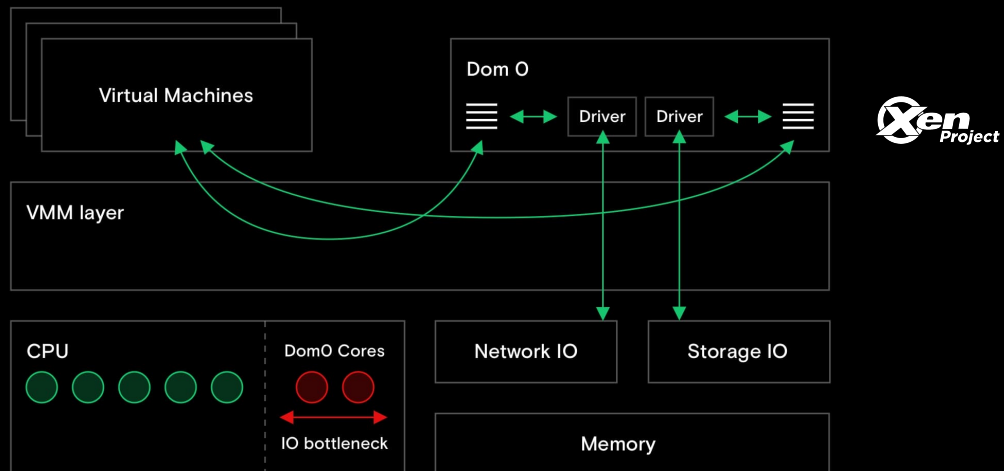 Virtual Machines
Dom 0
Driver
Driver
Xen
Project
VMM layer
CPU
Dom0 Cores
IO bottleneck
Network IO
Storage IO
Memory